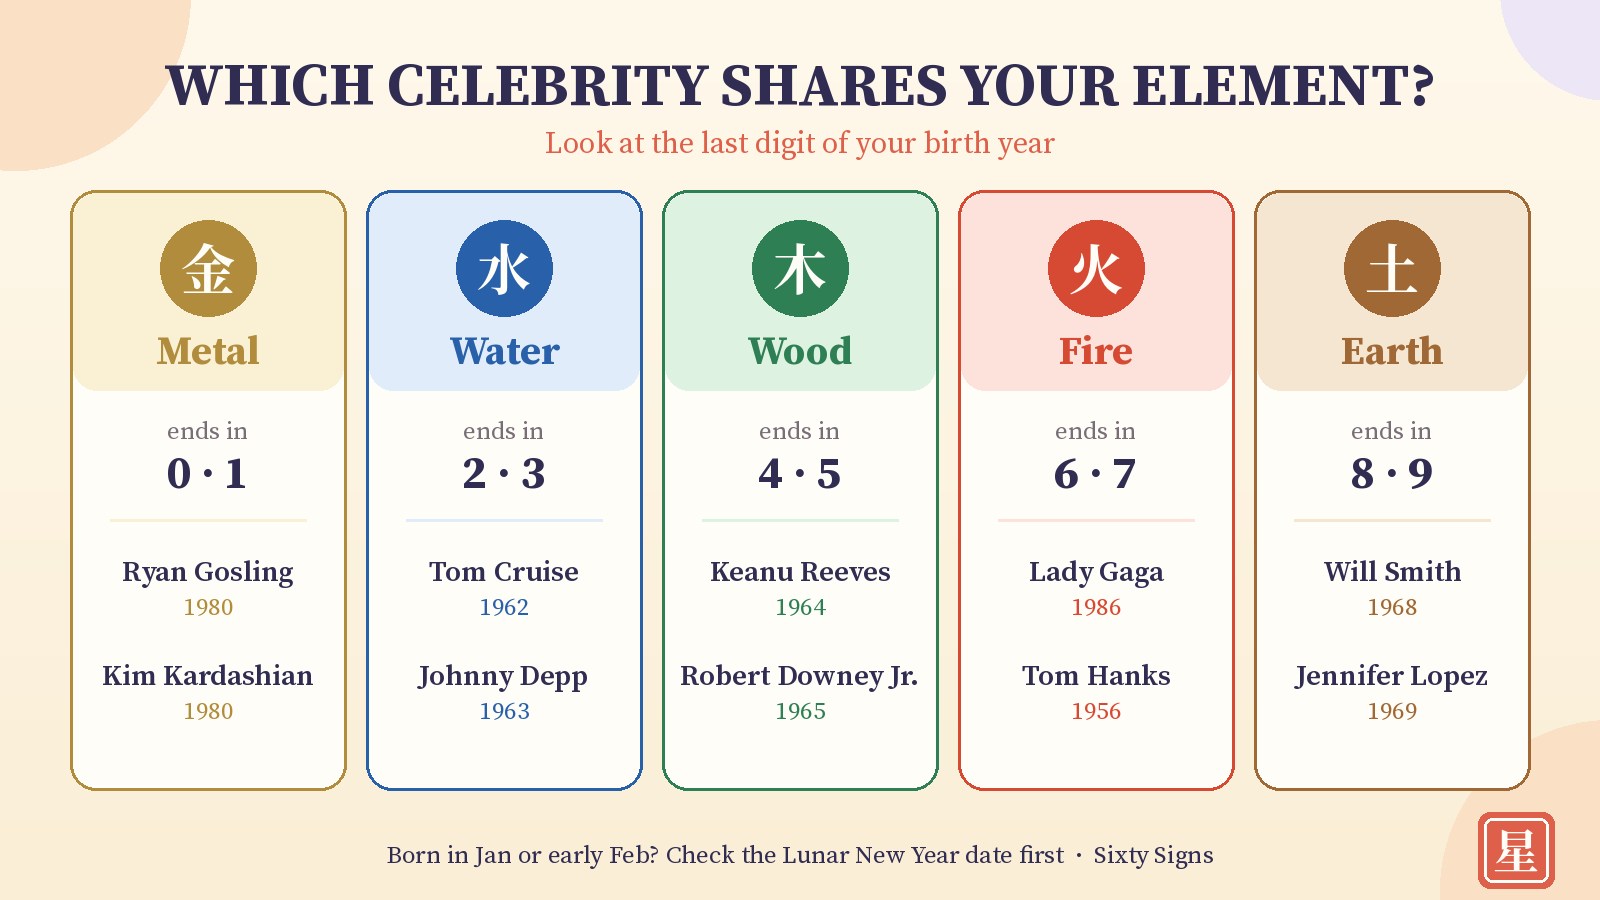 WHICH CELEBRITY SHARES YOUR ELEMENT?
Look at the last digit of your birth year
金
Metal
ends in
0 · 1
Ryan Gosling
1980
Kim Kardashian
1980
水
Water
ends in
2 · 3
Tom Cruise
1962
Johnny Depp
1963
木
Wood
ends in
4 · 5
Keanu Reeves
1964
Robert Downey Jr.
1965
火
Fire
ends in
6 · 7
Lady Gaga
1986
Tom Hanks
1956
土
Earth
ends in
8 · 9
Will Smith
1968
Jennifer Lopez
1969
Born in Jan or early Feb? Check the Lunar New Year date first · Sixty Signs
星